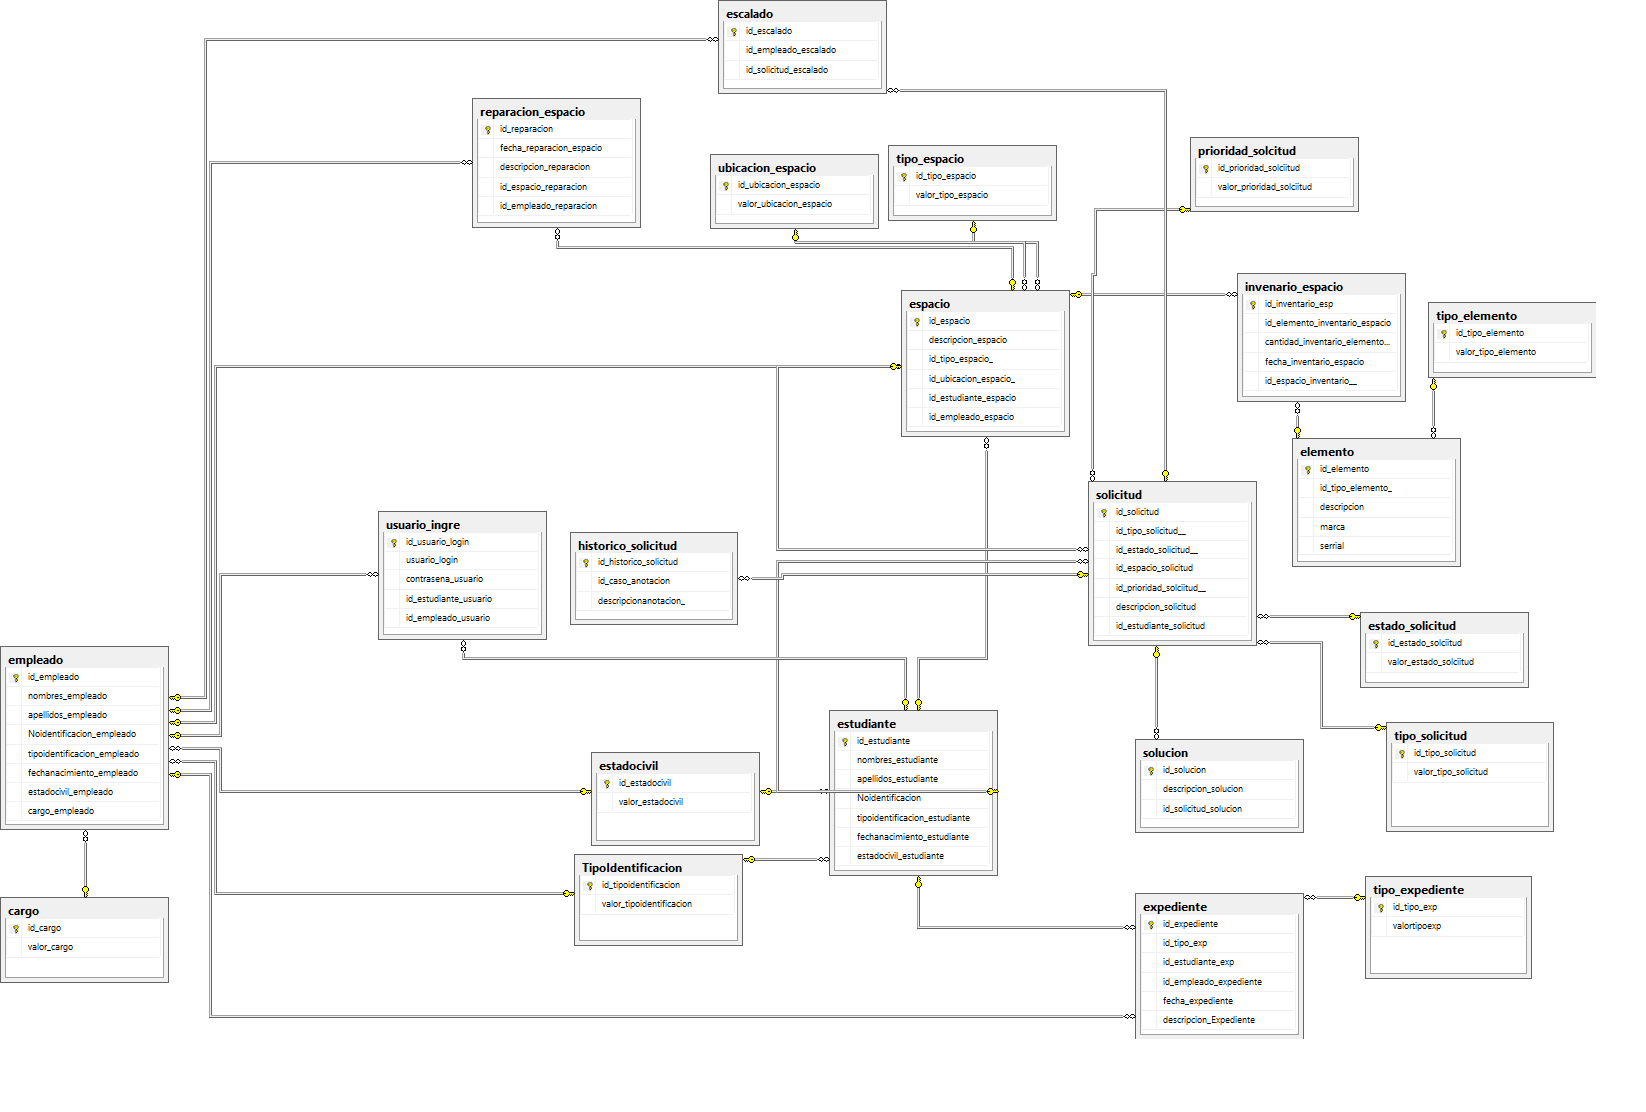 escalado
id_escalado
id_empleado_escalado
id_solicitud_escalado
reparacion_espacio
id_reparacion
fecha_reparacion_espacio
descripcion_reparacion
id_espacio_reparacion
id_empleado_reparacion
ubicacion_espacio
id_ubicacion_espacio
valor_ubicacion_espacio
tipo_espacio
id_tipo_espacio
valor_tipo_espacio
prioridad_solcitud
id_prioridad_solciitud
valor_prioridad_solciitud
espacio
id_espacio
descripcion_espacio
id_tipo_espacio_
id_ubicacion_espacio_
id_estudiante_espacio
id_empleado_espacio
invenario_espacio
id_inventario_esp
id_elemento_inventario_espacio
cantidad_inventario_elemento...
fecha_inventario_espacio
id_espacio_inventario__
tipo_elemento
id_tipo_elemento
valor_tipo_elemento
elemento
id_elemento
id_tipo_elemento_
descripcion
marca
serrial
solicitud
id_solicitud
id_tipo_solicitud__
id_estado_solicitud__
id_espacio_solicitud
id_prioridad_solciitud__
descripcion_solicitud
id_estudiante_solicitud
usuario_ingre
id_usuario_login
usuario_login
contrasena_usuario
id_estudiante_usuario
id_empleado_usuario
historico_solicitud
id_historico_solicitud
id_caso_anotacion
descripcionanotacion_
estado_solicitud
id_estado_solciitud
valor_estado_solciitud
empleado
id_empleado
nombres_empleado
apellidos_empleado
Noidentificacion_empleado
tipoidentificacion_empleado
fechanacimiento_empleado
estadocivil_empleado
cargo_empleado
estudiante
id_estudiante
nombres_estudiante
apellidos_estudiante
Noidentificacion
tipoidentificacion_estudiante
fechanacimiento_estudiante
estadocivil_estudiante
tipo_solicitud
id_tipo_solicitud
valor_tipo_solicitud
solucion
id_solucion
descripcion_solucion
id_solicitud_solucion
estadocivil
id_estadocivil
valor_estadocivil
TipoIdentificacion
id_tipoidentificacion
valor_tipoidentificacion
cargo
id_cargo
valor_cargo
expediente
id_expediente
id_tipo_exp
id_estudiante_exp
id_empleado_expediente
fecha_expediente
descripcion_Expediente
tipo_expediente
id_tipo_exp
valortipoexp